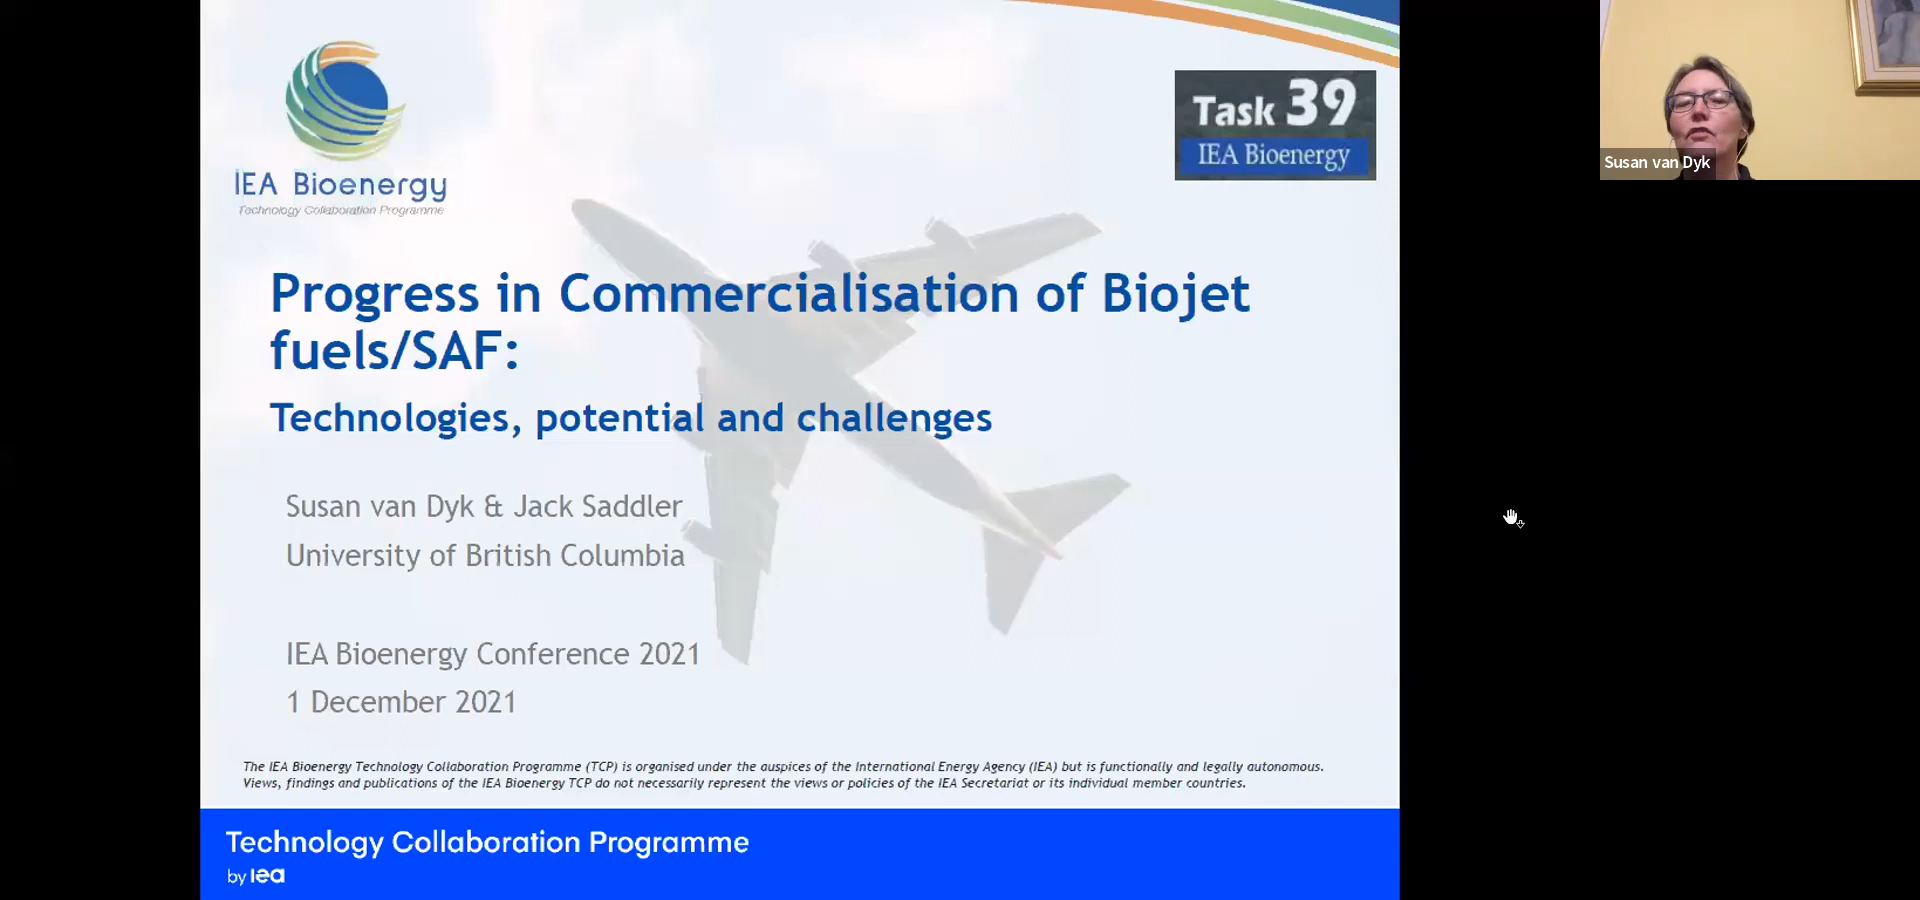 IEA Bioenergy
Technology Collaboration Programme
Task 39
IEA Bioenergy
Susan van Dyk
Progress in Commercialisation of Biojet
fuels/SAF:
Technologies, potential and challenges
Susan van Dyk & Jack Saddler
University of British Columbia
IEA Bioenergy Conference 2021
1 December 2021
The IEA Bioenergy Technology Collaboration Programme (TCP) is organised under the auspices of the International Energy Agency (IEA) but is functionally and legally autonomous.
Views, findings and publications of the IEA Bioenergy TCP do not necessarily represent the views or policies of the IEA Secretariat or its individual member countries.
Technology Collaboration Programme
by iea